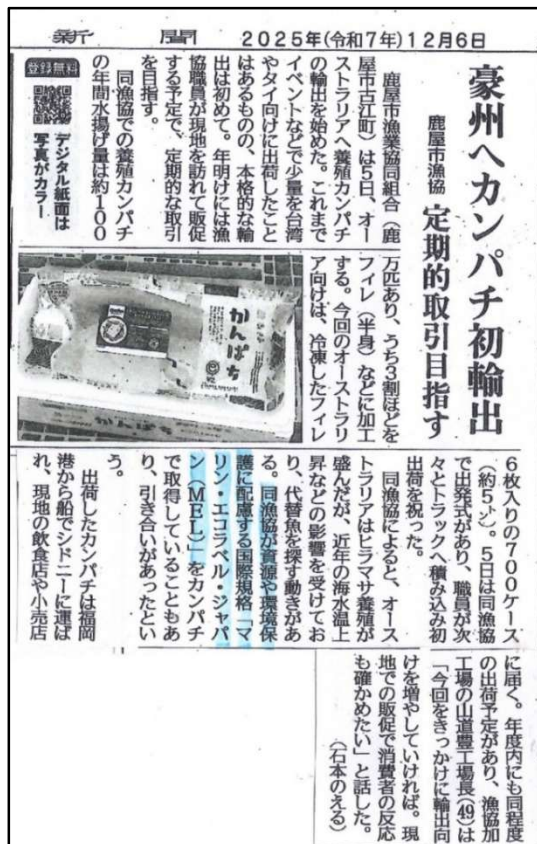 新聞
2025年(令和7年)12月6日
豪州へカンパチ初輸出
鹿屋市漁協
定期的取引目指す
鹿屋市漁業協同組合(鹿
屋市古江町)は5日、オー
ストラリアへ養殖カンパチ
の輸出を始めた。これまで
イベントなどで少量を台湾
やタイ向けに出荷したこと
はあるものの、本格的な輸
出は初めて。年明けには漁
協職員が現地を訪れて販促
する予定で、定期的な取引
を目指す。
同漁協での養殖カンパチ
の年間水揚げ量は約100
万匹あり、うち3割ほどを
フィレ(半身)などに加工
する。今回のオーストラリ
ア向けは、冷凍したフィレ
6枚入りの700ケース
(約5㌧)。5日は同漁協
で出発式があり、職員が次
々とトラックへ積み込み初
出荷を祝った。
同漁協によると、オース
トラリアはヒラマサ養殖が
盛んだが、近年の海水温上
昇などの影響を受けてお
り、代替魚を探す動きがあ
る。同漁協が資源や環境保
護に配慮する国際規格「マ
リン・エコラベル・ジャパ
ン(MEL)」をカンパチ
で取得していることもあ
り、引き合いがあったとい
う。
出荷したカンパチは福岡
港から船でシドニーに運ば
れ、現地の飲食店や小売店
に届く。年度内にも同程度
の出荷予定があり、漁協加
工場の山道豊工場長(49)は
「今回をきっかけに輸出向
けを増やしていければ。現
地での販促で消費者の反応
も確かめたい」と話した。
(石本のえる)
登録無料
デジタル紙面は
写真がカラー
かんぱち